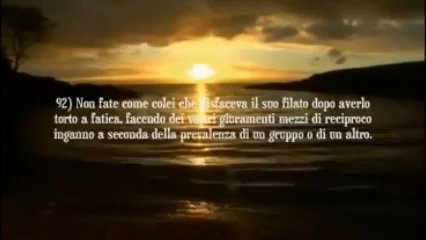 92) Non fate come colei che disfaceva il suo filato dopo averlo
torto a fatica, facendo dei vostri giuramenti mezzi di reciproco
inganno a seconda della prevalenza di un gruppo o di un altro.